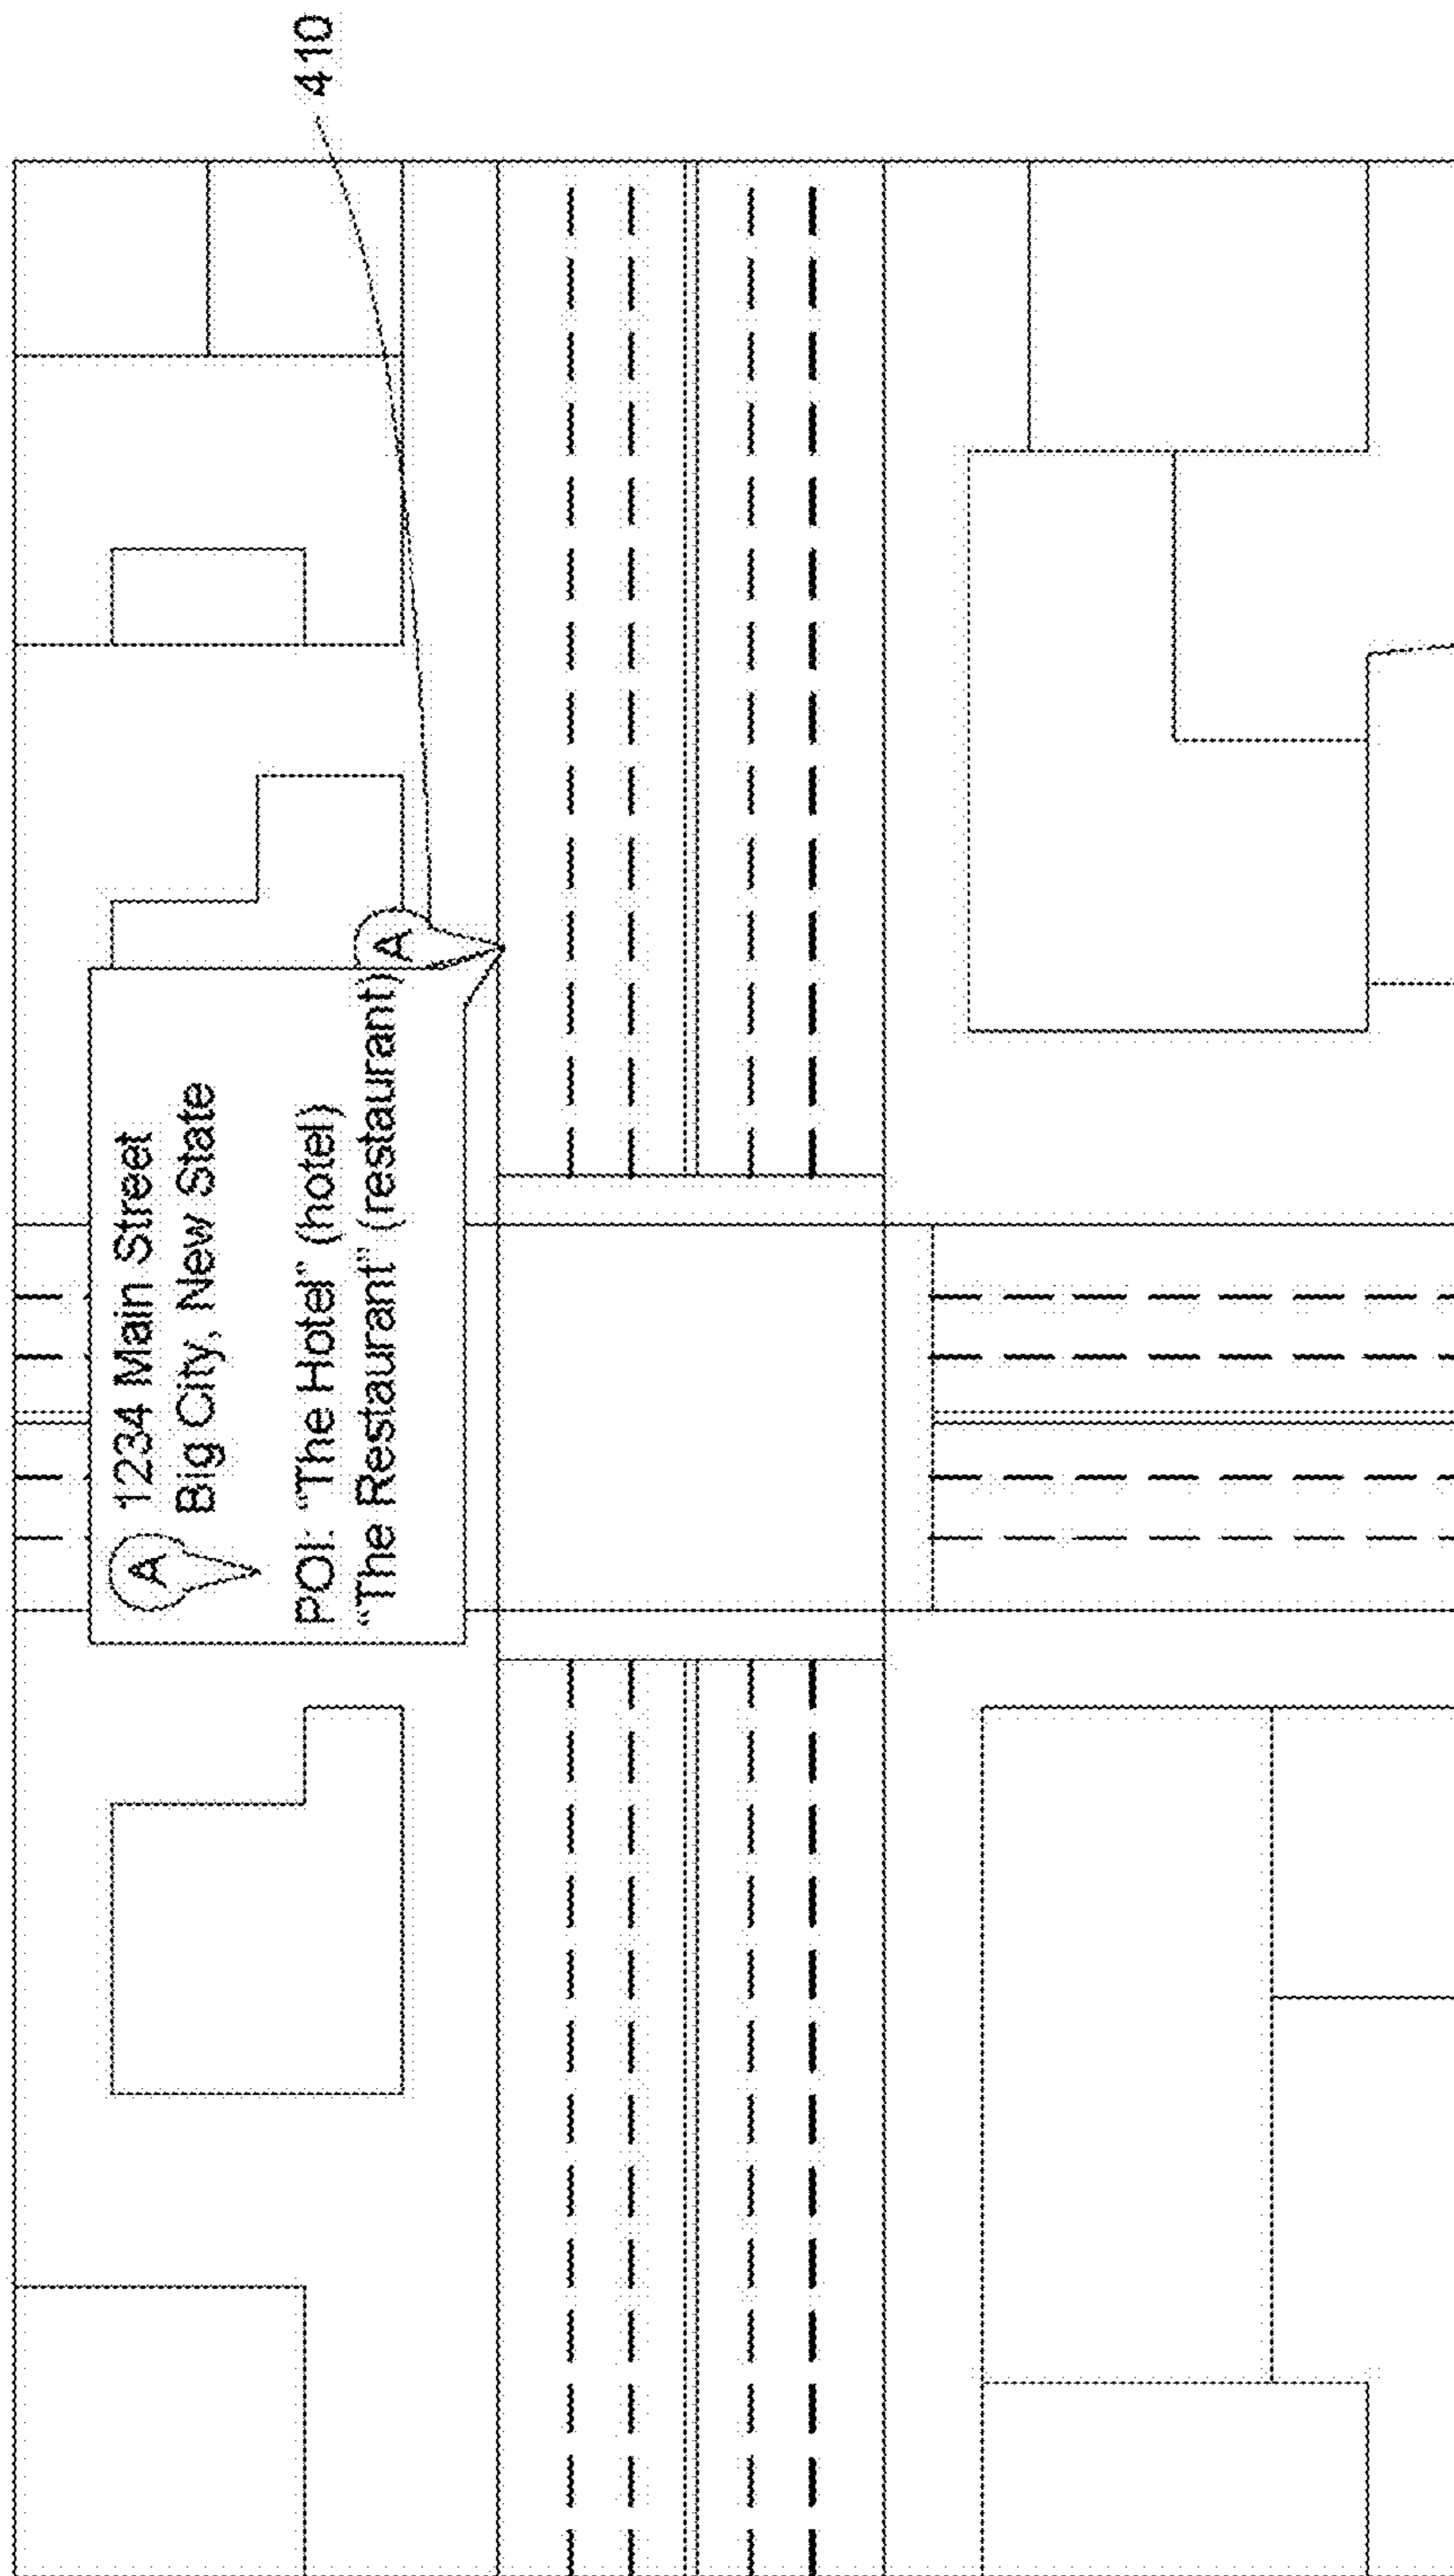 410
A
1234 Main Street
Big City, New State
POI: "The Hotel" (hotel)
"The Restaurant" (restaurant)
A